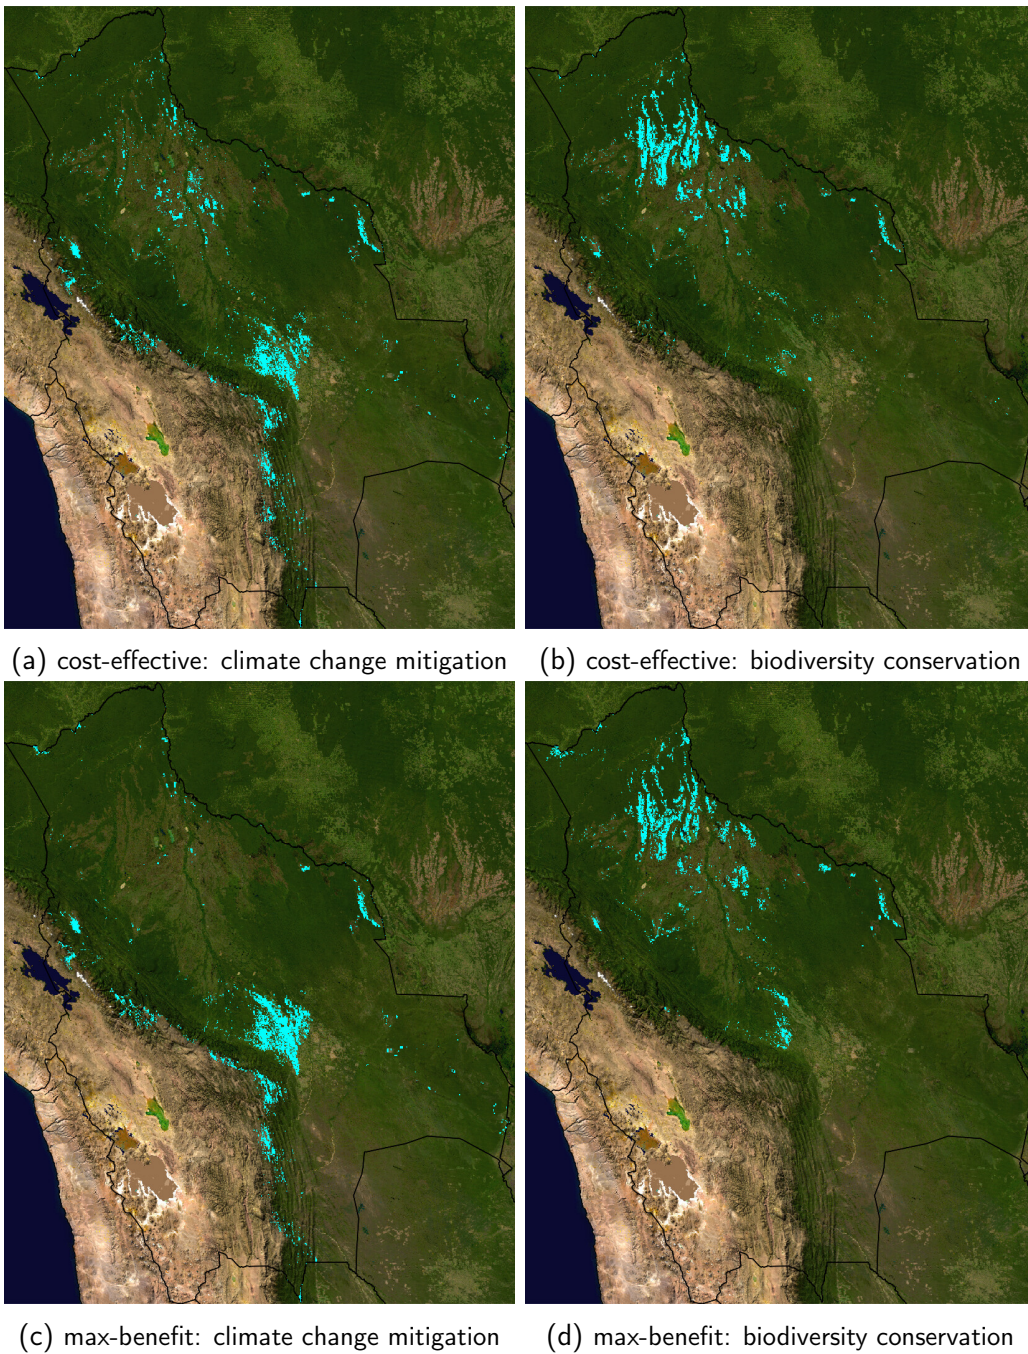 (a) cost-effective: climate change mitigation
(b) cost-effective: biodiversity conservation
(c) max-benefit: climate change mitigation
(d) max-benefit: biodiversity conservation